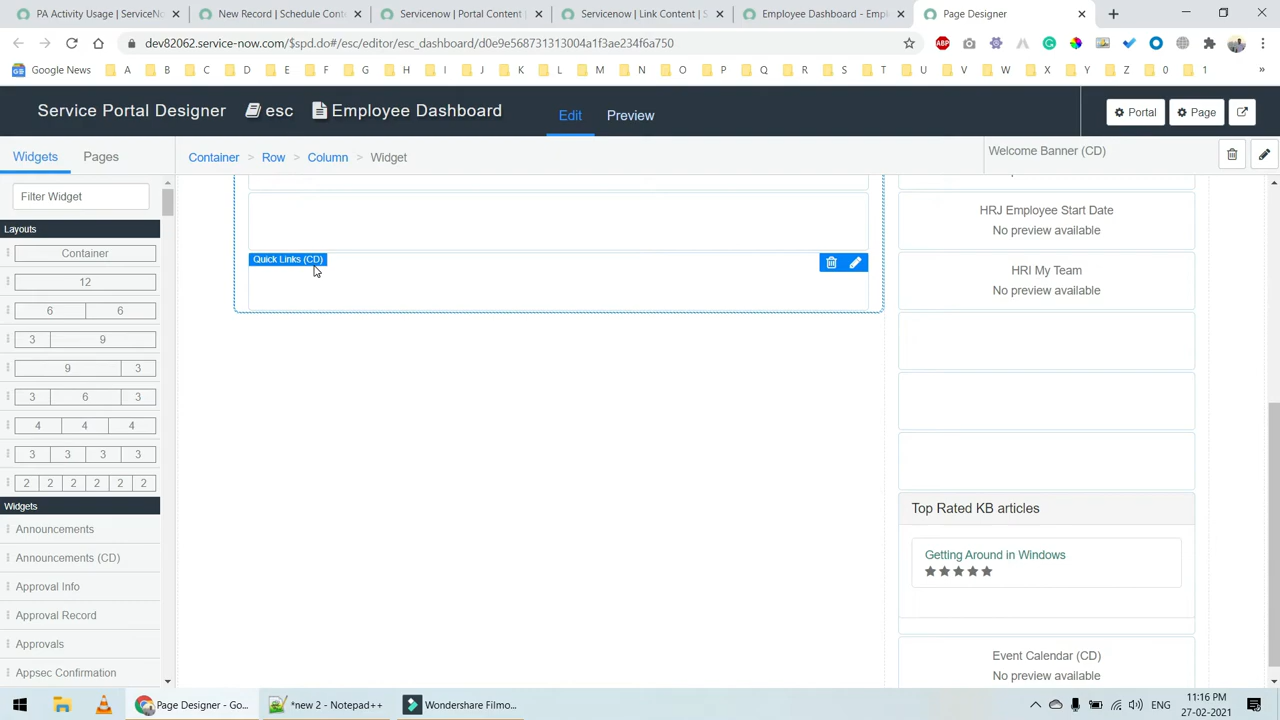 PA Activity Usage | ServiceNo
New Record | Schedule Conte
Servicenow | Portal Content |
Servicenow | Link Content | S
Employee Dashboard - Empl
Page Designer
dev82062.service-now.com/$spd.do#/esc/editor/esc_dashboard/d0e9e568731313004a1f3ae234f6a750
Google News A B C D E F G H I J K L M N O P Q R S T U V W X Y Z 0 1 »
Service Portal Designer esc Employee Dashboard Edit Preview Portal Page
Widgets Pages Container > Row > Column > Widget Welcome Banner (CD)
Filter Widget
Layouts
Container
12
6 6
3 9
9 3
3 6 3
4 4 4
3 3 3 3
2 2 2 2 2 2
Widgets
Announcements
Announcements (CD)
Approval Info
Approval Record
Approvals
Appsec Confirmation
Quick Links (CD)
HRJ Employee Start Date
No preview available
HRI My Team
No preview available
Top Rated KB articles
Getting Around in Windows
Event Calendar (CD)
No preview available
Page Designer - Go...
*new 2 - Notepad++
Wondershare Filmo...
ENG
11:16 PM
27-02-2021